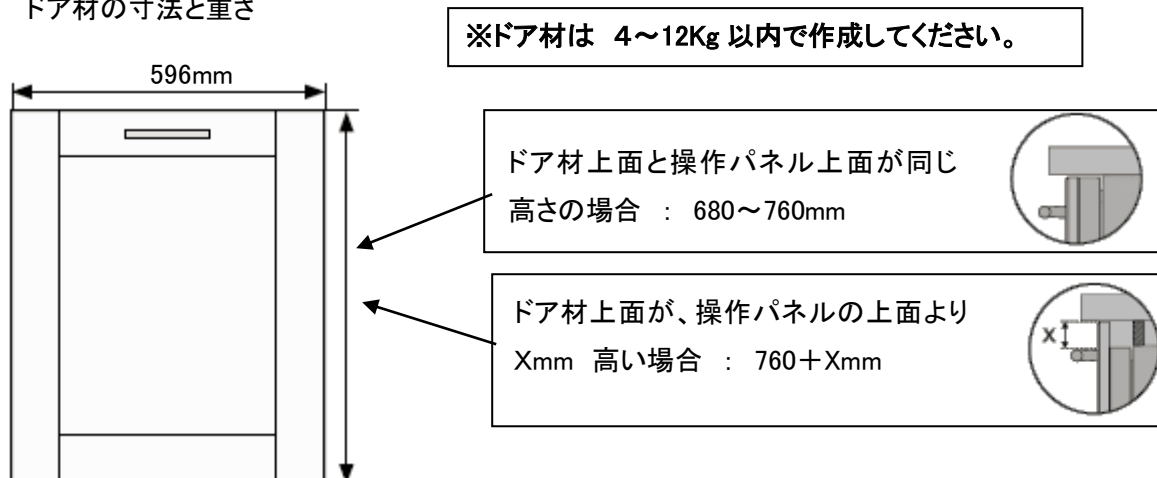 ドア材の寸法と重さ
※ドア材は 4～12Kg 以内で作成してください。
596mm
ドア材上面と操作パネル上面が同じ
高さの場合 ： 680～760mm
ドア材上面が、操作パネルの上面より
Xmm 高い場合 ： 760＋Xmm
X